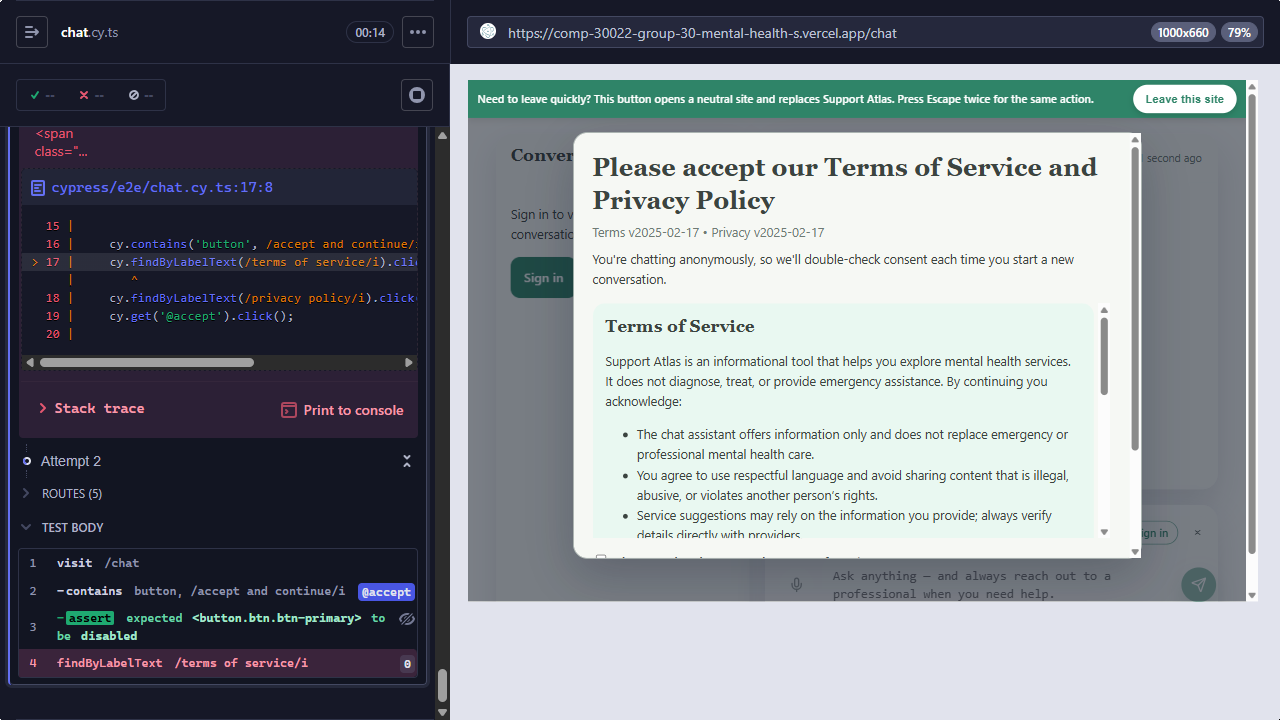 chat.cy.ts
00:14
--
--
--
<span
class="…
cypress/e2e/chat.cy.ts:17:8
15 |
16 | cy.contains('button', /accept and continue/i
> 17 | cy.findByLabelText(/terms of service/i).clic
| ^
18 | cy.findByLabelText(/privacy policy/i).click(
19 | cy.get('@accept').click();
20 |
Stack trace
Print to console
Attempt 2
ROUTES (5)
TEST BODY
1 visit /chat
2 -contains button, /accept and continue/i @accept
3 -assert expected <button.btn.btn-primary> to
be disabled
4 findByLabelText /terms of service/i 0
https://comp-30022-group-30-mental-health-s.vercel.app/chat
1000x660
79%
Need to leave quickly? This button opens a neutral site and replaces Support Atlas. Press Escape twice for the same action.
Leave this site
Conver
second ago
Sign in to v
conversatio
Sign in
Please accept our Terms of Service and
Privacy Policy
Terms v2025-02-17 • Privacy v2025-02-17
You're chatting anonymously, so we'll double-check consent each time you start a new
conversation.
Terms of Service
Support Atlas is an informational tool that helps you explore mental health services.
It does not diagnose, treat, or provide emergency assistance. By continuing you
acknowledge:
• The chat assistant offers information only and does not replace emergency or
professional mental health care.
• You agree to use respectful language and avoid sharing content that is illegal,
abusive, or violates another person's rights.
• Service suggestions may rely on the information you provide; always verify
details directly with providers.
ign in
×
Ask anything — and always reach out to a
professional when you need help.